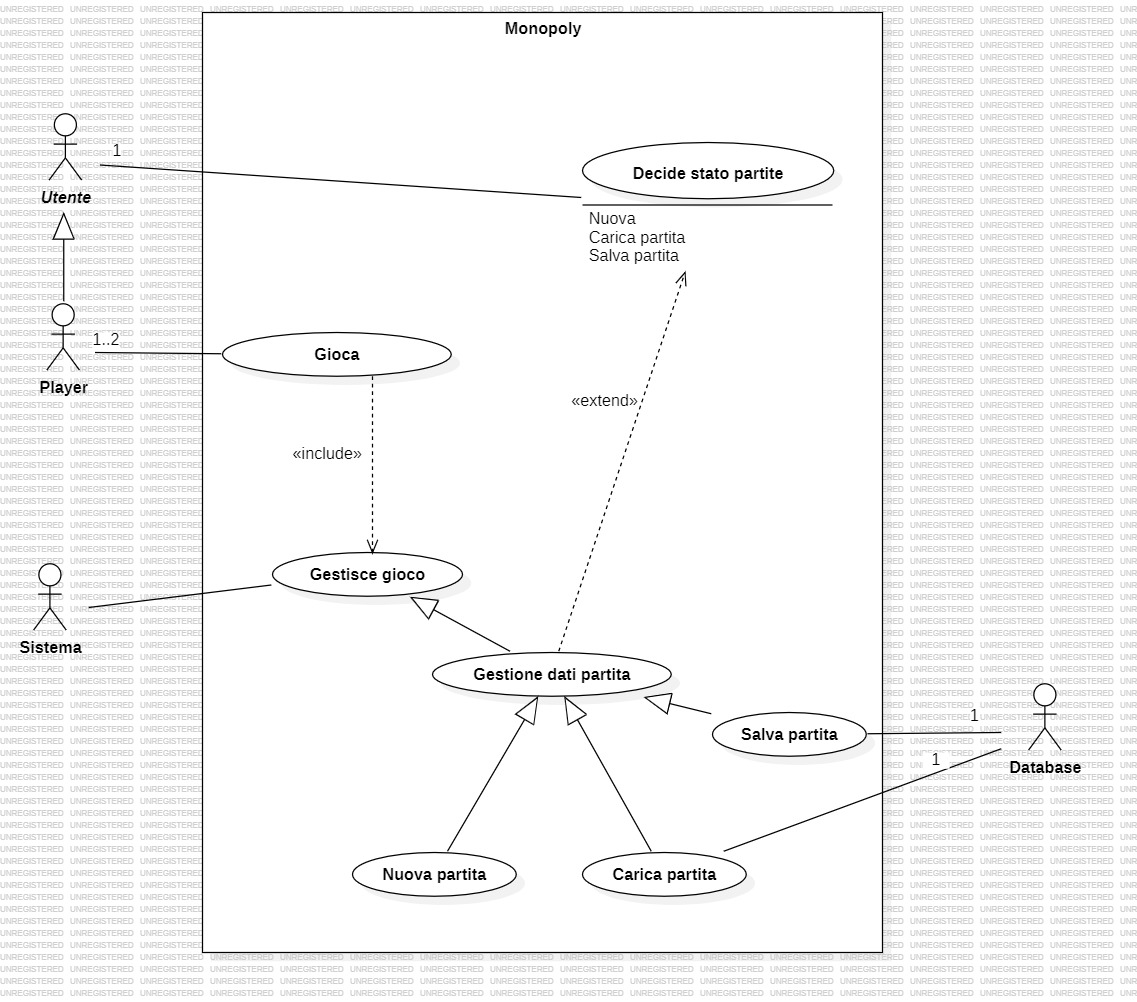 Monopoly
1
Utente
Decide stato partite
Nuova
Carica partita
Salva partita
1..2
Player
Gioca
«extend»
«include»
Gestisce gioco
Sistema
Gestione dati partita
Salva partita
1
1
Database
Nuova partita
Carica partita
UNREGISTERED